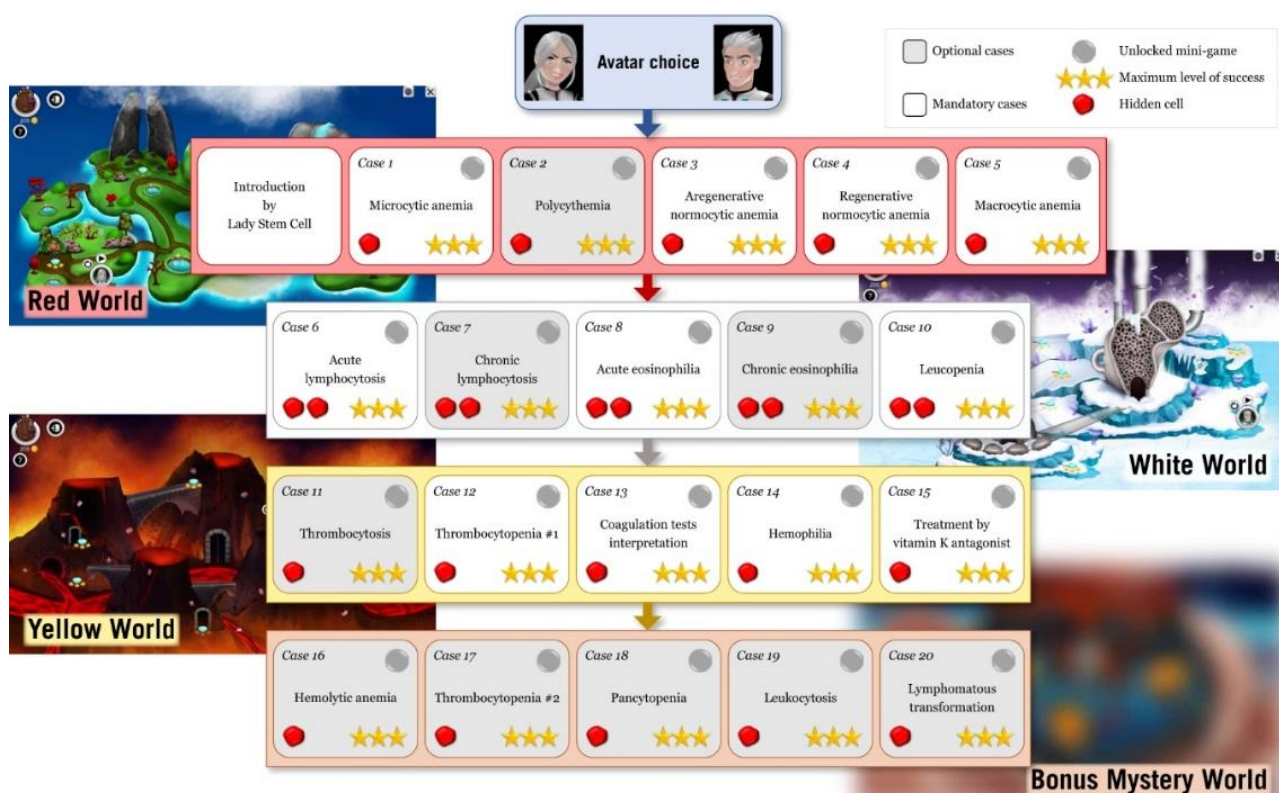 Avatar choice
Optional cases
Unlocked mini-game
Maximum level of success
Mandatory cases
Hidden cell
Introduction
by
Lady Stem Cell
Case 1
Microcytic anemia
Case 2
Polycythemia
Case 3
Aregenerative
normocytic anemia
Case 4
Regenerative
normocytic anemia
Case 5
Macrocytic anemia
Red World
Case 6
Acute
lymphocytosis
Case 7
Chronic
lymphocytosis
Case 8
Acute eosinophilia
Case 9
Chronic eosinophilia
Case 10
Leucopenia
White World
Case 11
Thrombocytosis
Case 12
Thrombocytopenia #1
Case 13
Coagulation tests
interpretation
Case 14
Hemophilia
Case 15
Treatment by
vitamin K antagonist
Yellow World
Case 16
Hemolytic anemia
Case 17
Thrombocytopenia #2
Case 18
Pancytopenia
Case 19
Leukocytosis
Case 20
Lymphomatous
transformation
Bonus Mystery World